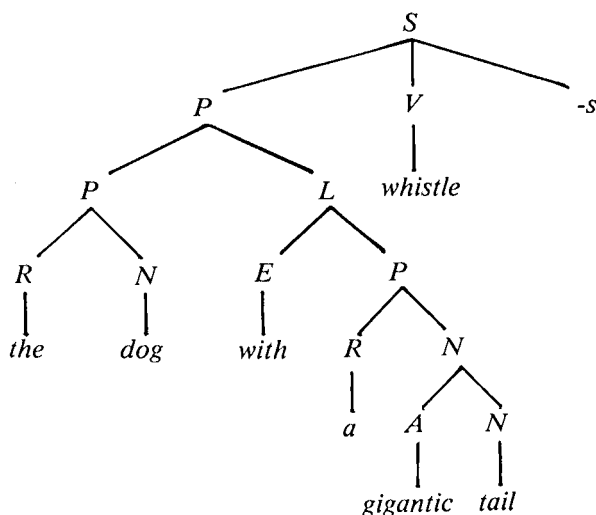 S
P V -s
P L whistle
R N E P
the dog with R N
a A N
gigantic tail